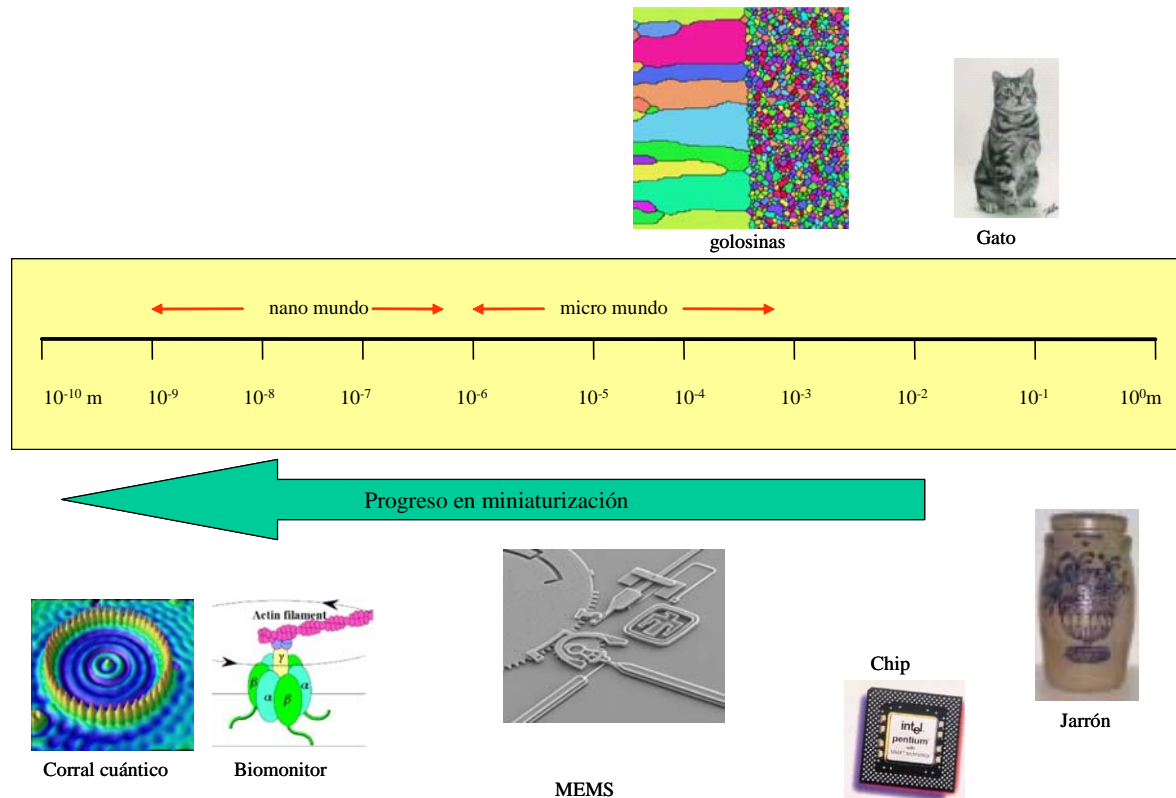 golosinas
Gato
nano mundo
micro mundo
10⁻¹⁰ m 10⁻⁹ 10⁻⁸ 10⁻⁷ 10⁻⁶ 10⁻⁵ 10⁻⁴ 10⁻³ 10⁻² 10⁻¹ 10⁰m
Progreso en miniaturización
Actin filament
γ
β α β α
Corral cuántico
Biomonitor
MEMS
Chip
intel
pentium
Jarrón